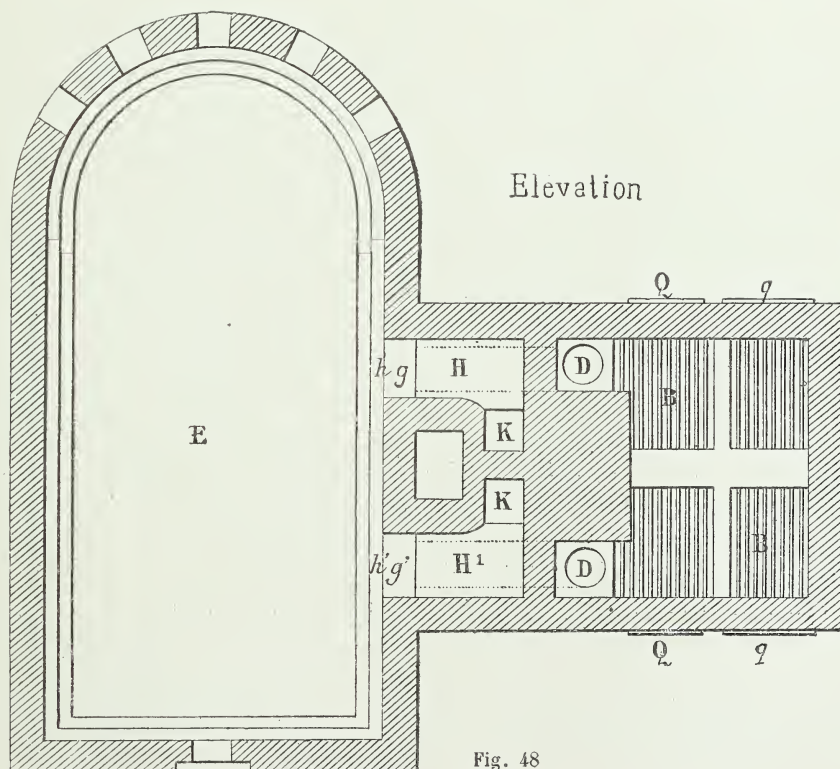 Elevation
Q q
h g H D B
K
E
K
h' g' H¹ D B
Q q
Fig. 48